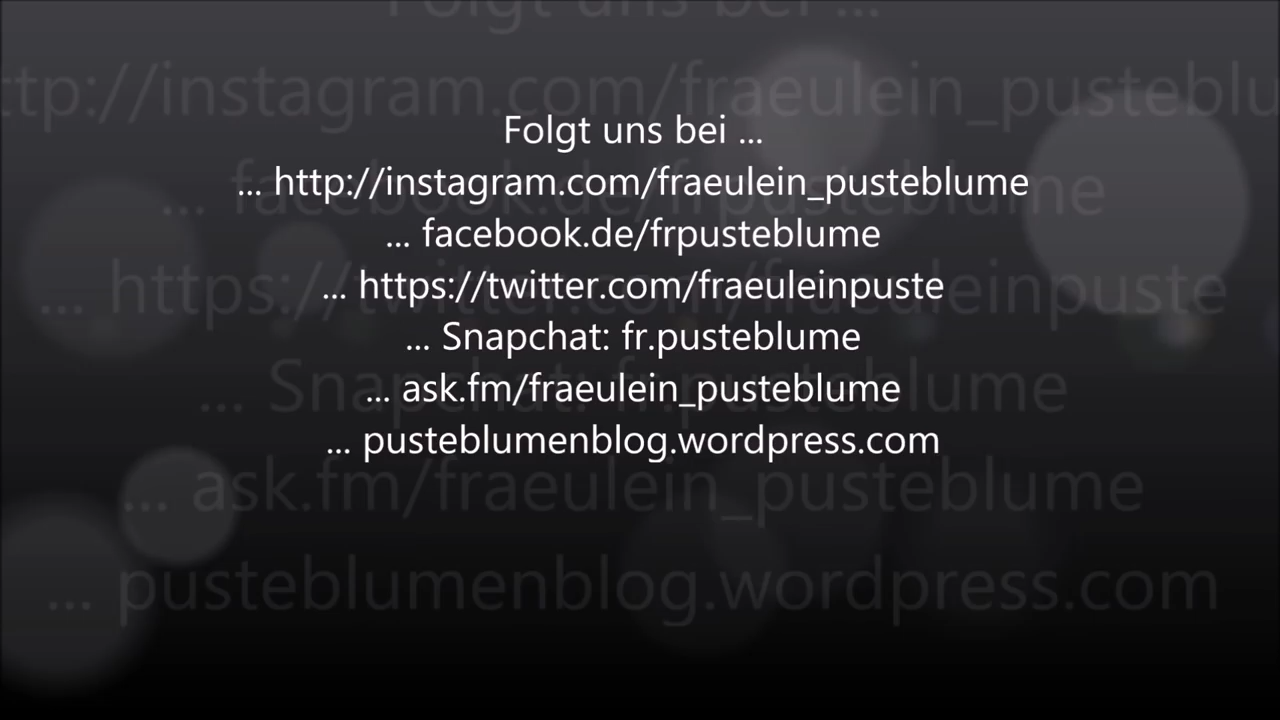 Folgt uns bei ...
... http://instagram.com/fraeulein_pusteblume
... facebook.de/frpusteblume
... https://twitter.com/fraeuleinpuste
... Snapchat: fr.pusteblume
... ask.fm/fraeulein_pusteblume
... pusteblumenblog.wordpress.com